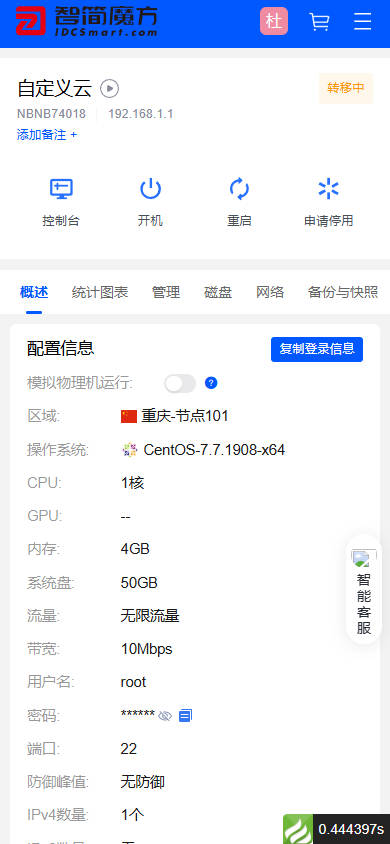 智简魔方
IDCSmart.com
杜
自定义云
转移中
NBNB74018 192.168.1.1
添加备注 +
控制台 开机 重启 申请停用
概述 统计图表 管理 磁盘 网络 备份与快照
配置信息 复制登录信息
模拟物理机运行: ?
区域: 重庆-节点101
操作系统: CentOS-7.7.1908-x64
CPU: 1核
GPU: --
内存: 4GB
系统盘: 50GB
流量: 无限流量
带宽: 10Mbps
用户名: root
密码: ******
端口: 22
防御峰值: 无防御
IPv4数量: 1个
智能客服
0.444397s